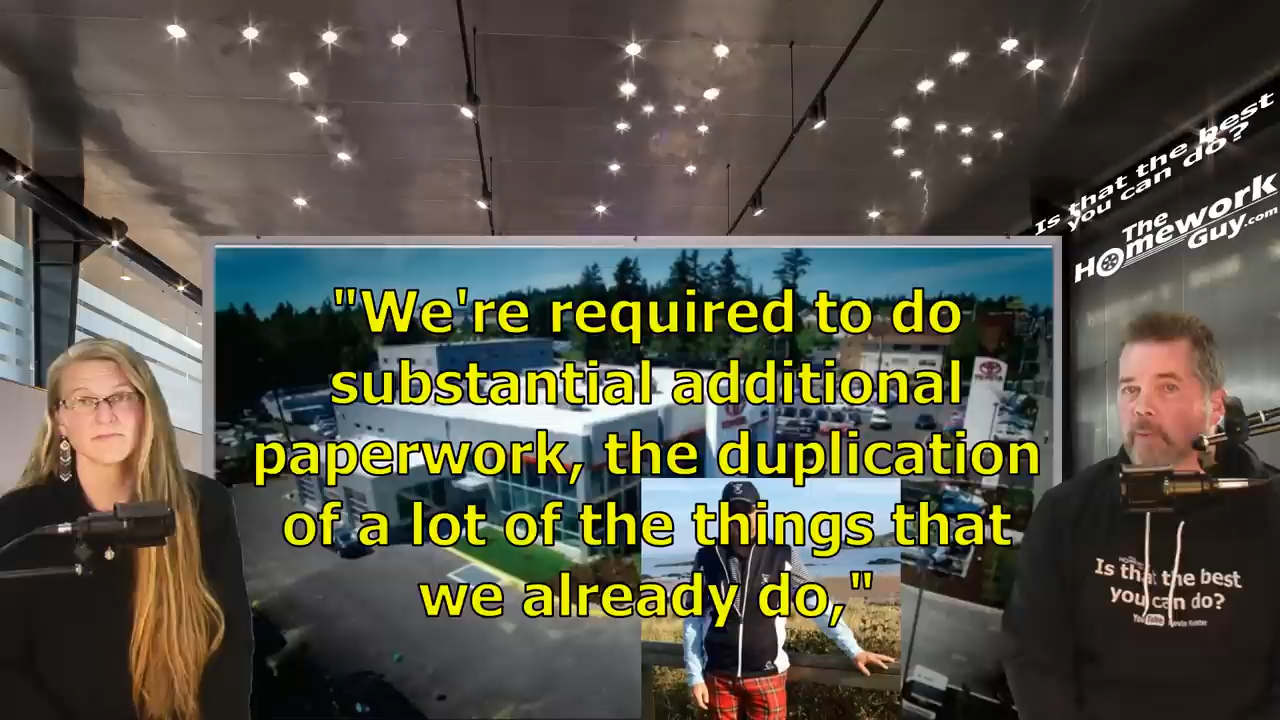 Is that the best
you can do?
The
Homework
Guy.com
"We're required to do
substantial additional
paperwork, the duplication
of a lot of the things that
we already do,"
TOYOTA
Is that the best
you can do?